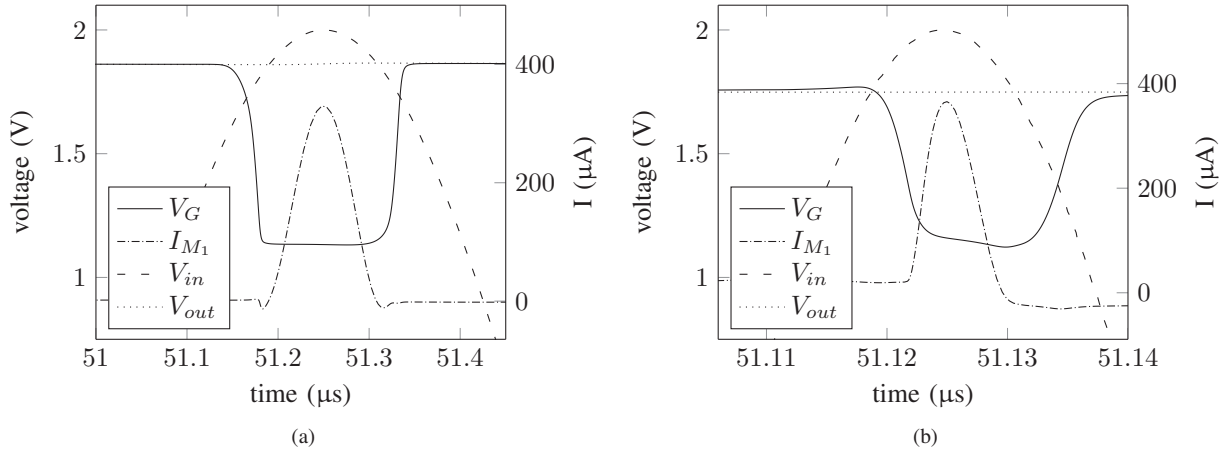 2
1.5
1
voltage (V)
400
200
0
I (μA)
V_G
I_{M_1}
V_{in}
V_{out}
51
51.1
51.2
51.3
51.4
time (μs)
(a)
2
1.5
1
voltage (V)
400
200
0
I (μA)
V_G
I_{M_1}
V_{in}
V_{out}
51.11
51.12
51.13
51.14
time (μs)
(b)